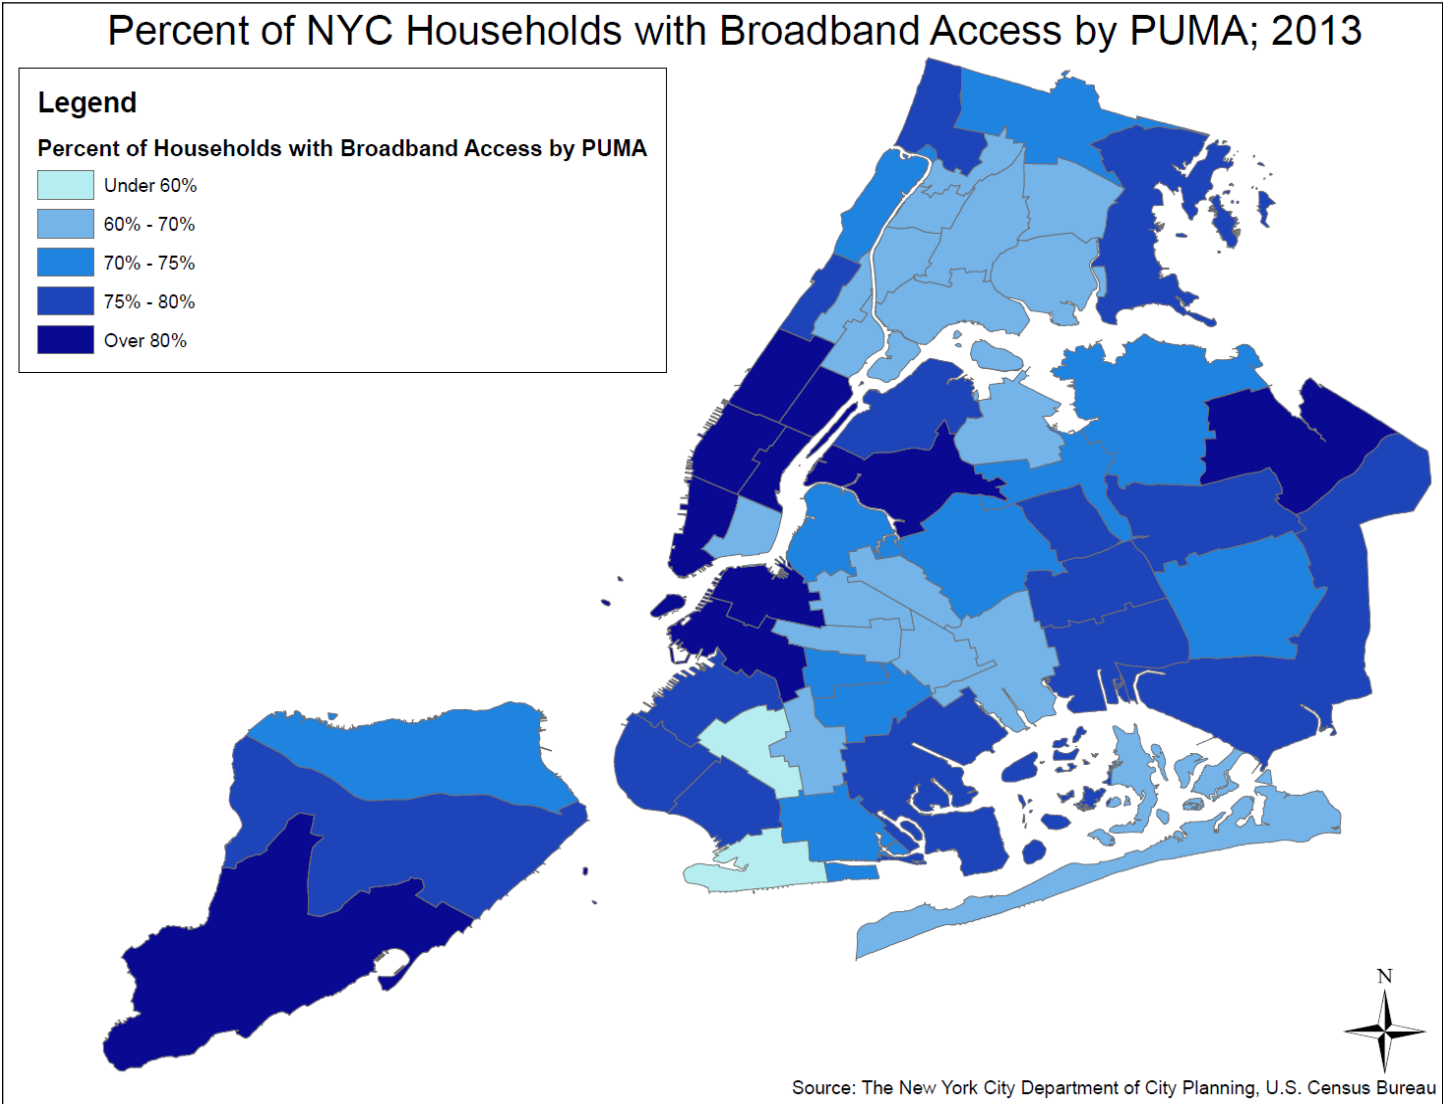 Percent of NYC Households with Broadband Access by PUMA; 2013
Legend
Percent of Households with Broadband Access by PUMA
Under 60%
60% - 70%
70% - 75%
75% - 80%
Over 80%
N
Source: The New York City Department of City Planning, U.S. Census Bureau